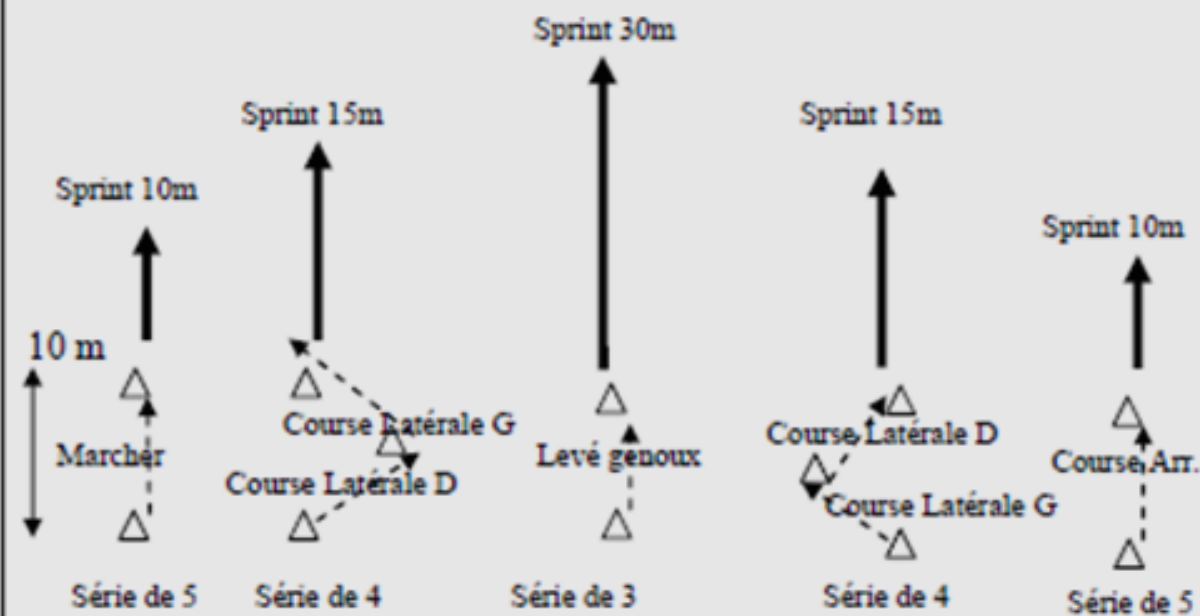 Sprint 30m
Sprint 15m
Sprint 15m
Sprint 10m
Sprint 10m
10 m
Course Latérale G
Course Latérale D
Marcher
Levé genoux
Course Arr.
Course Latérale D
Course Latérale G
Série de 5
Série de 4
Série de 3
Série de 4
Série de 5